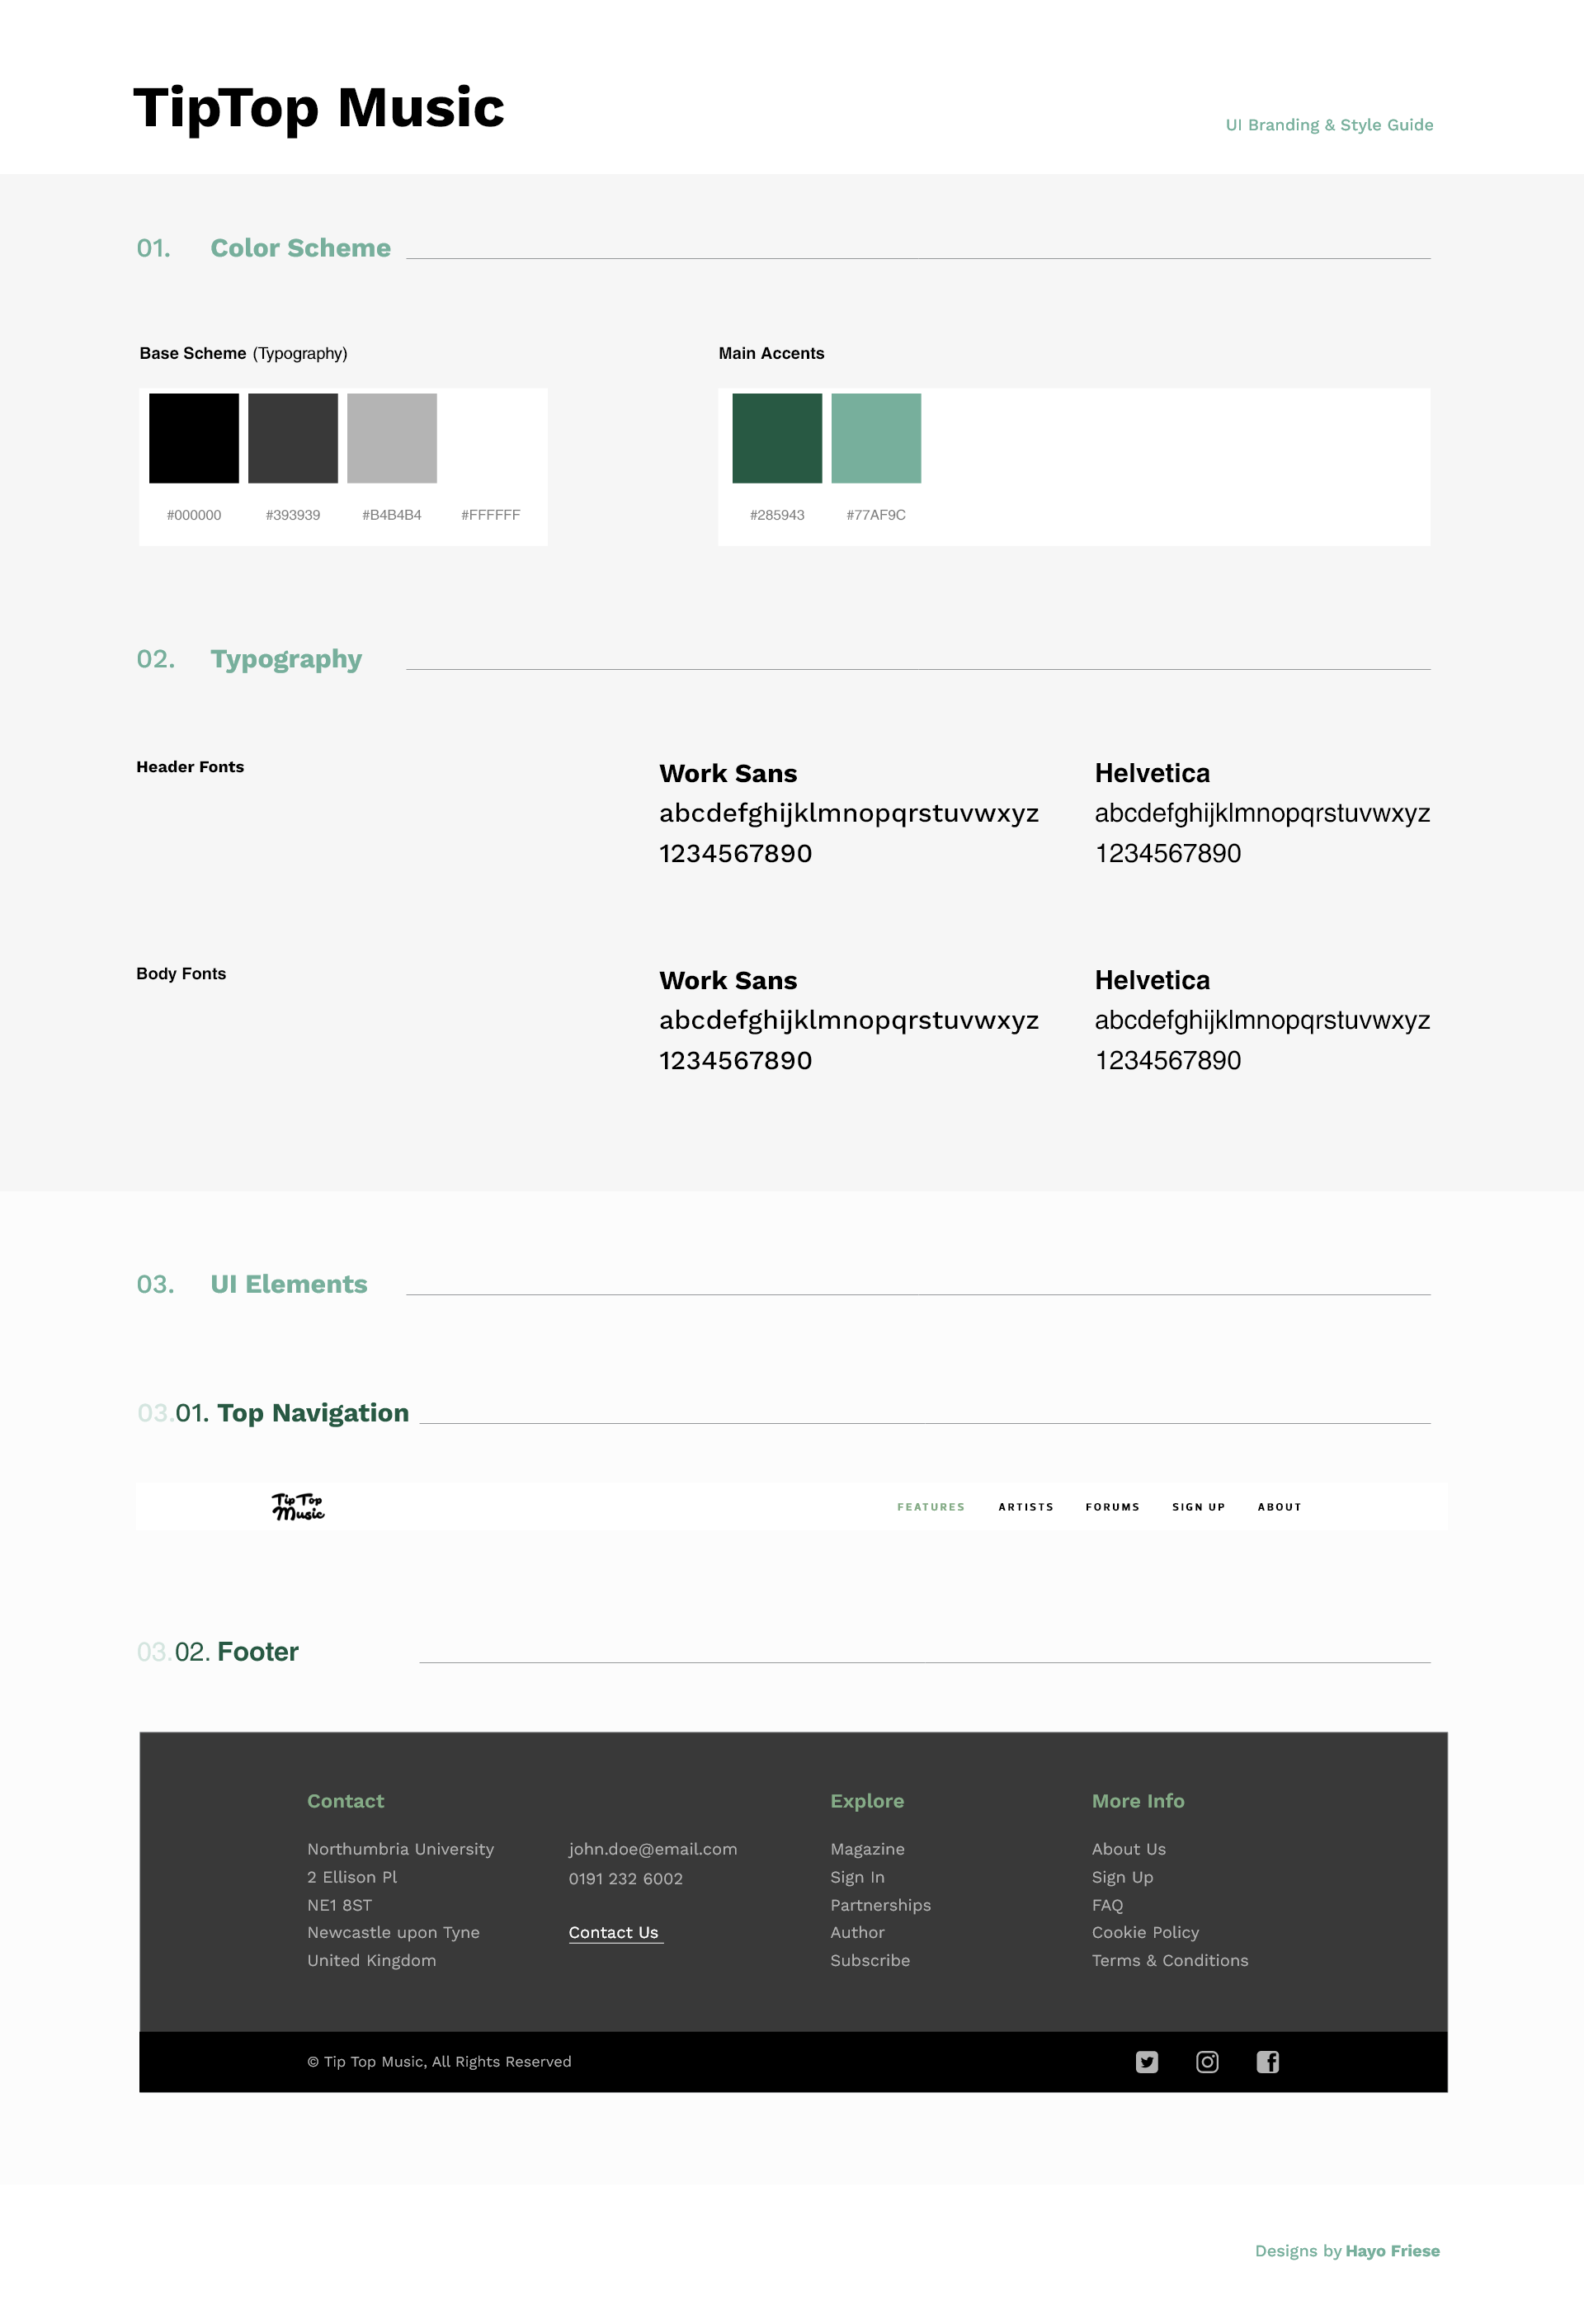 TipTop Music
UI Branding & Style Guide
01. Color Scheme
Base Scheme (Typography)
#000000 #393939 #B4B4B4 #FFFFFF
Main Accents
#285943 #77AF9C
02. Typography
Header Fonts
Work Sans
abcdefghijklmnopqrstuvwxyz
1234567890
Helvetica
abcdefghijklmnopqrstuvwxyz
1234567890
Body Fonts
Work Sans
abcdefghijklmnopqrstuvwxyz
1234567890
Helvetica
abcdefghijklmnopqrstuvwxyz
1234567890
03. UI Elements
03.01. Top Navigation
Tip Top
Music
FEATURES ARTISTS FORUMS SIGN UP ABOUT
03.02. Footer
Contact
Northumbria University
2 Ellison Pl
NE1 8ST
Newcastle upon Tyne
United Kingdom
john.doe@email.com
0191 232 6002
Contact Us
Explore
Magazine
Sign In
Partnerships
Author
Subscribe
More Info
About Us
Sign Up
FAQ
Cookie Policy
Terms & Conditions
© Tip Top Music, All Rights Reserved
Designs by Hayo Friese